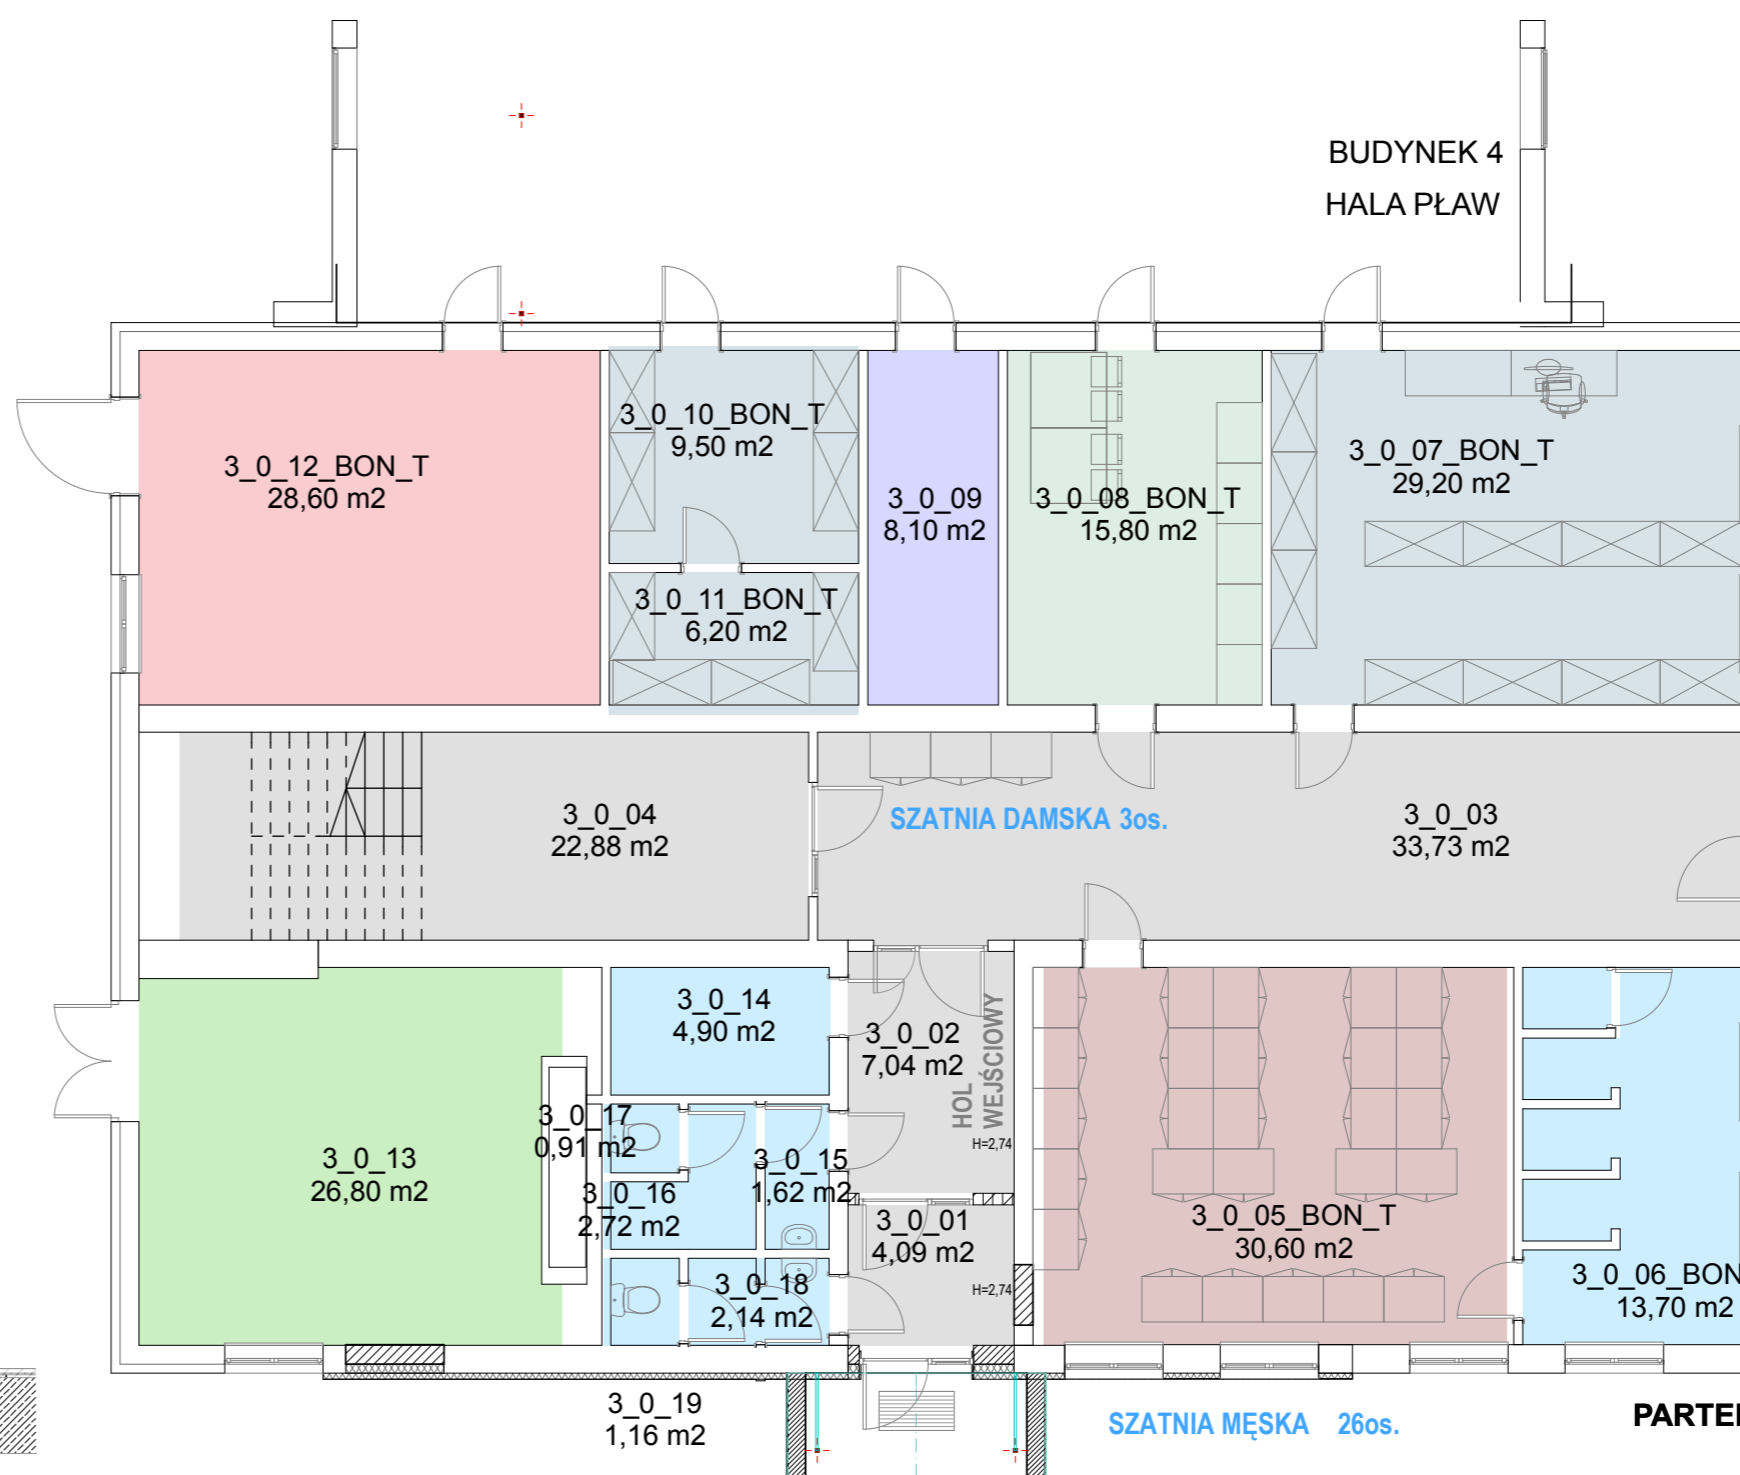 BUDYNEK 4
HALA PŁAW
3_0_12_BON_T
28,60 m2
3_0_10_BON_T
9,50 m2
3_0_11_BON_T
6,20 m2
3_0_09
8,10 m2
3_0_08_BON_T
15,80 m2
3_0_07_BON_T
29,20 m2
3_0_04
22,88 m2
SZATNIA DAMSKA 3os.
3_0_03
33,73 m2
3_0_14
4,90 m2
3_0_02
7,04 m2
HOL
WEJŚCIOWY
H=2,74
3_0_13
26,80 m2
3_0_17
0,91 m2
3_0_16
2,72 m2
3_0_15
1,62 m2
3_0_01
4,09 m2
H=2,74
3_0_18
2,14 m2
3_0_05_BON_T
30,60 m2
3_0_06_BON
13,70 m2
3_0_19
1,16 m2
SZATNIA MĘSKA 26os.
PARTE